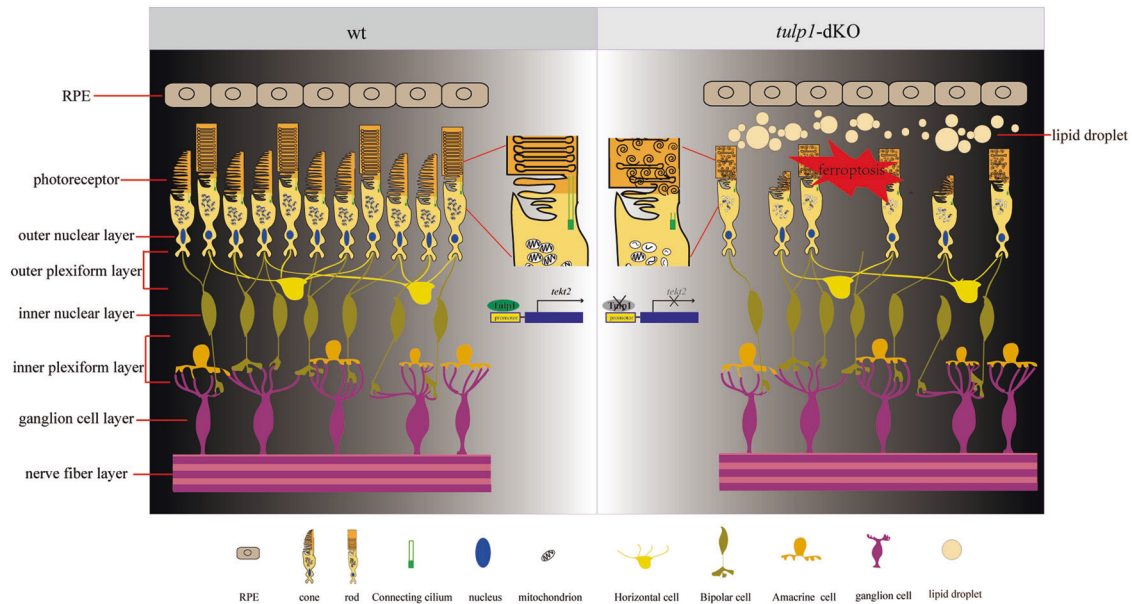 wt
tulp1-dKO
RPE
photoreceptor
outer nuclear layer
outer plexiform layer
inner nuclear layer
inner plexiform layer
ganglion cell layer
nerve fiber layer
lipid droplet
ferroptosis
Tulp1
tekt2
promoter
Tulp1
tekt2
promoter
RPE
cone
rod
Connecting cilium
nucleus
mitochondrion
Horizontal cell
Bipolar cell
Amacrine cell
ganglion cell
lipid droplet